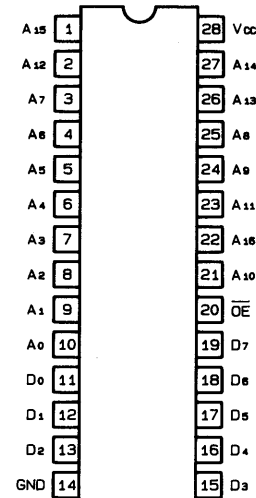 A15 1 28 Vcc
A12 2 27 A14
A7 3 26 A13
A6 4 25 A8
A5 5 24 A9
A4 6 23 A11
A3 7 22 A16
A2 8 21 A10
A1 9 20 O̅E̅
A0 10 19 D7
D0 11 18 D6
D1 12 17 D5
D2 13 16 D4
GND 14 15 D3